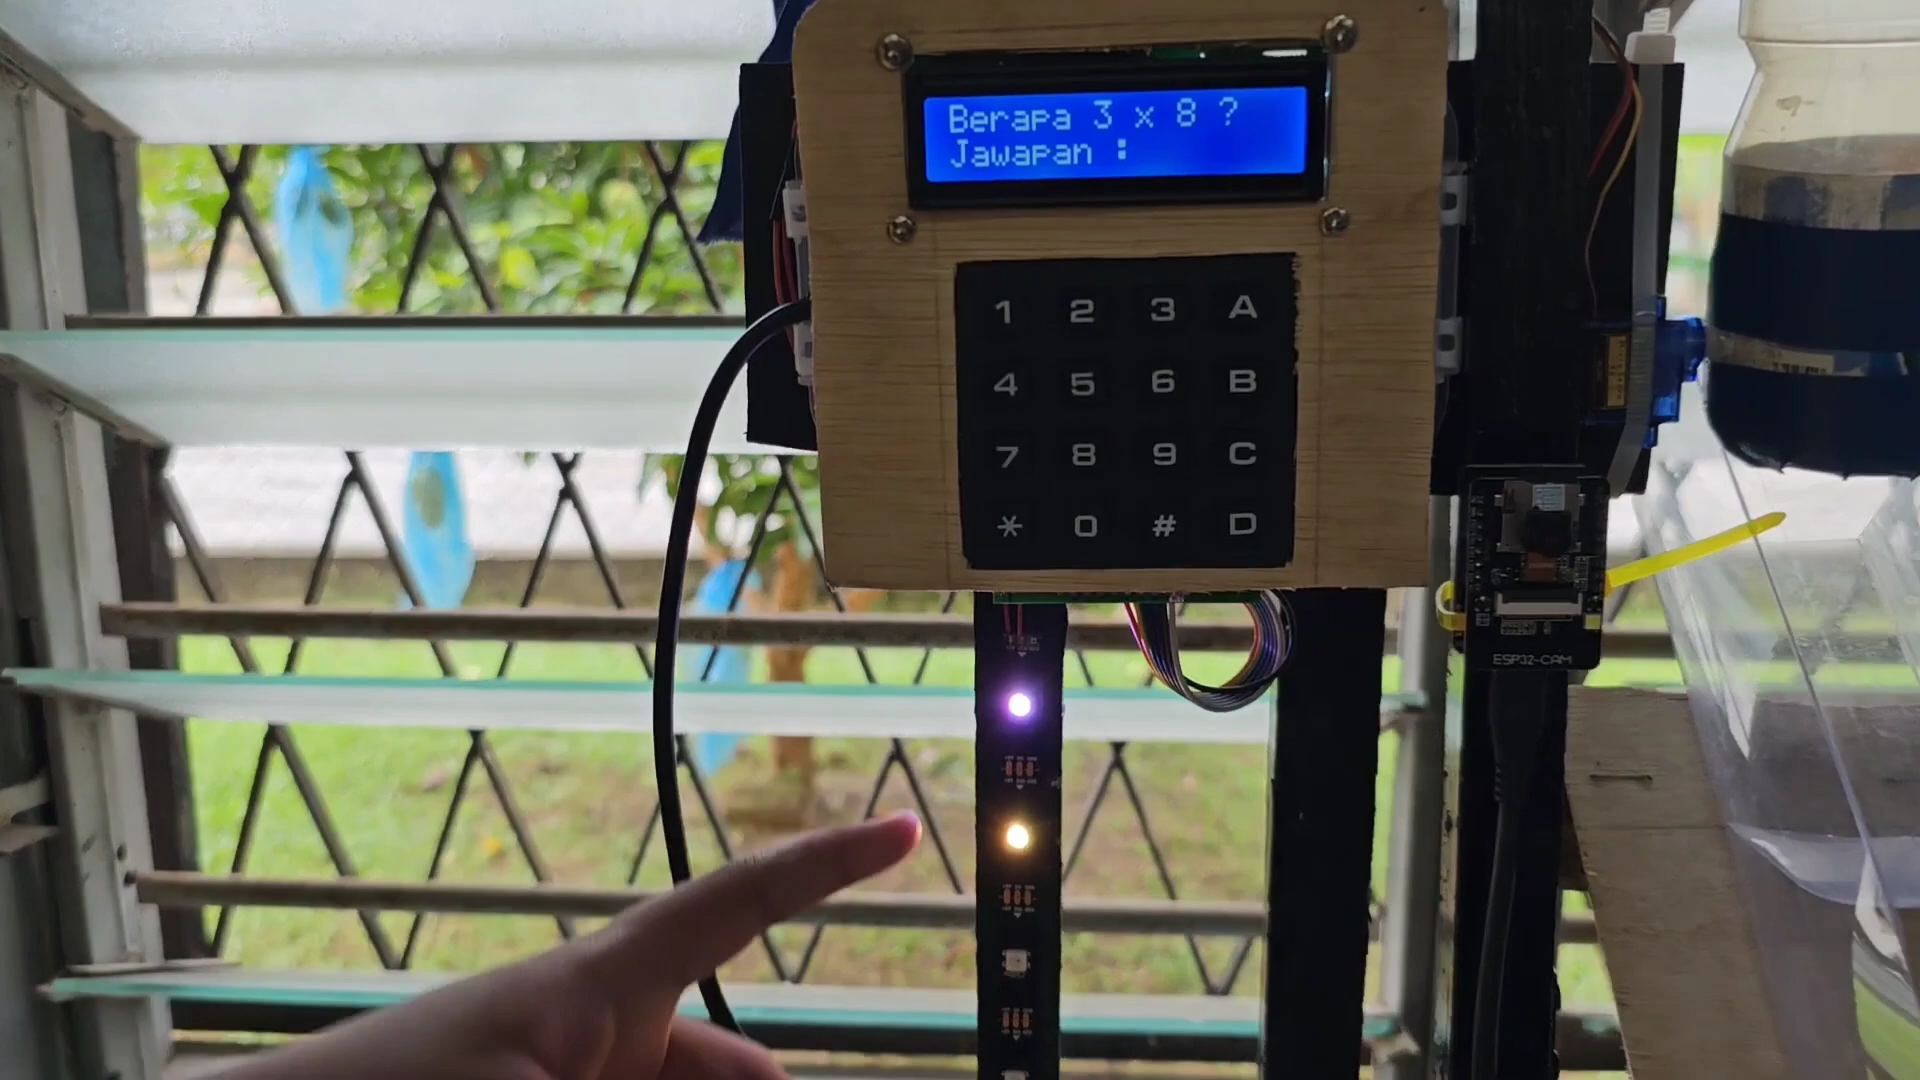 Berapa 3 x 8 ?
Jawapan :
1 2 3 A
4 5 6 B
7 8 9 C
* 0 # D
ESP32-CAM